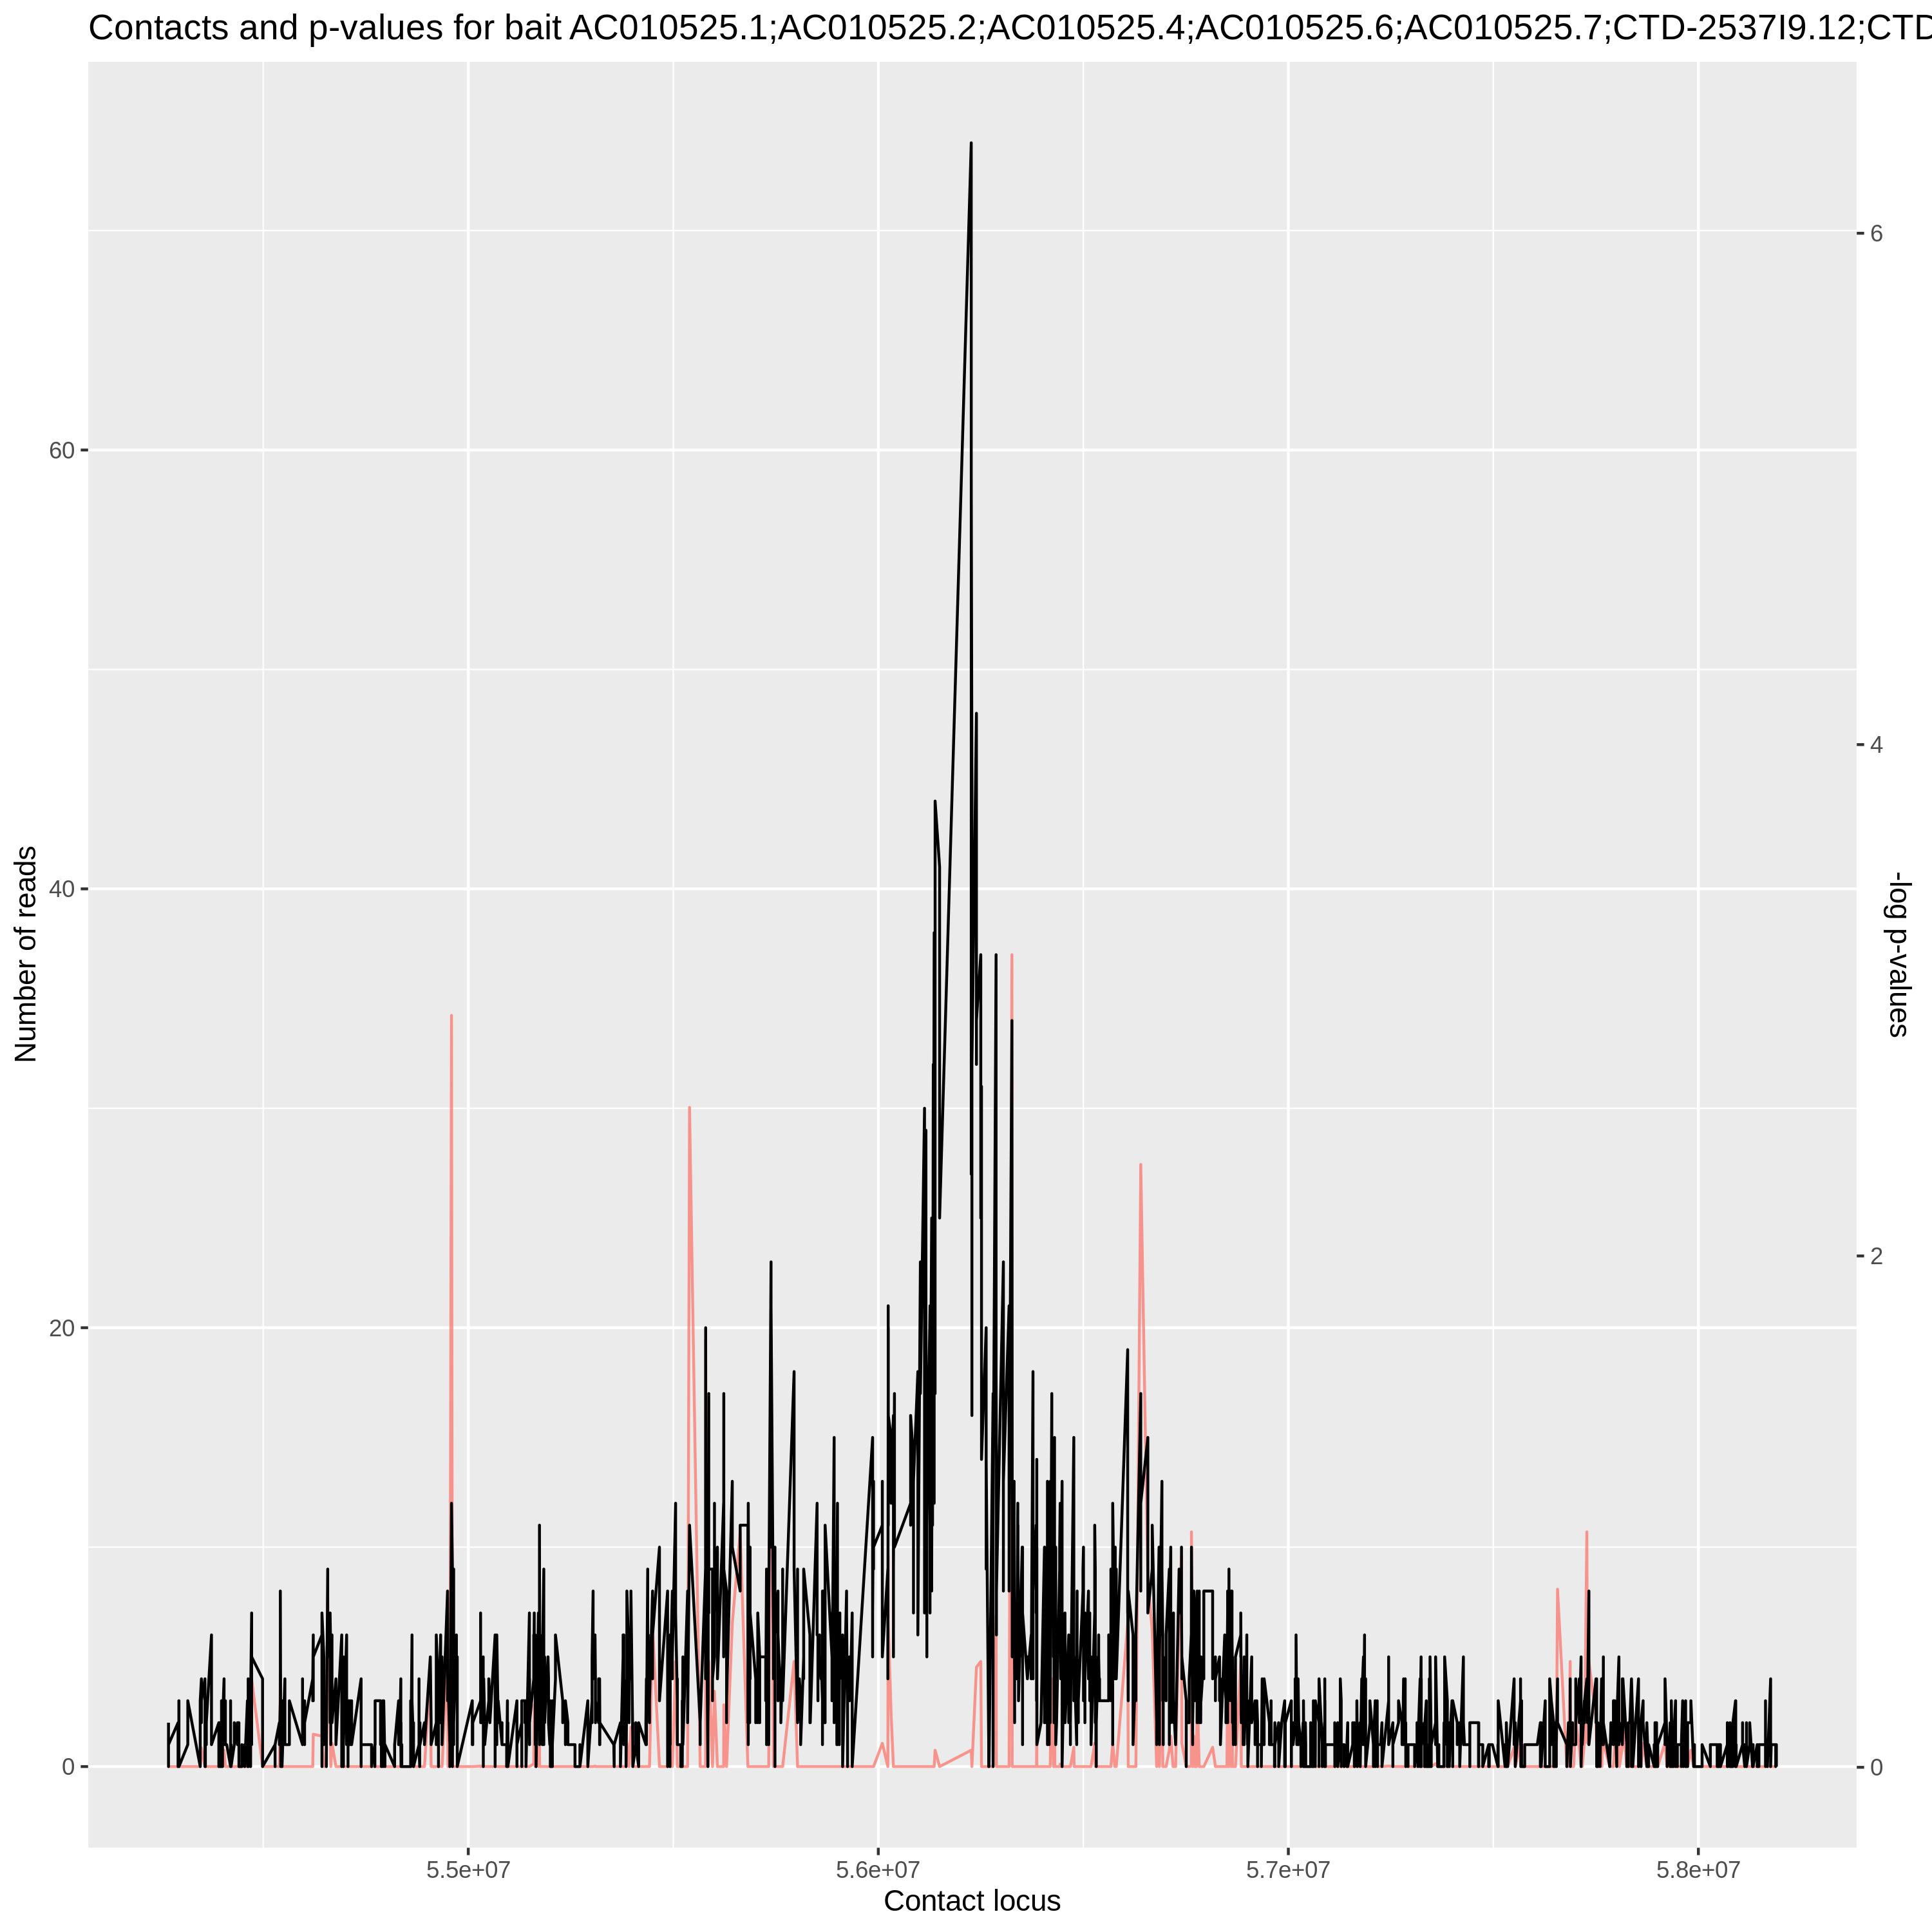 Contacts and p-values for bait AC010525.1;AC010525.2;AC010525.4;AC010525.6;AC010525.7;CTD-2537I9.12;CTD
Number of reads
60
40
20
0
6
4
2
0
-log p-values
5.5e+07
5.6e+07
5.7e+07
5.8e+07
Contact locus